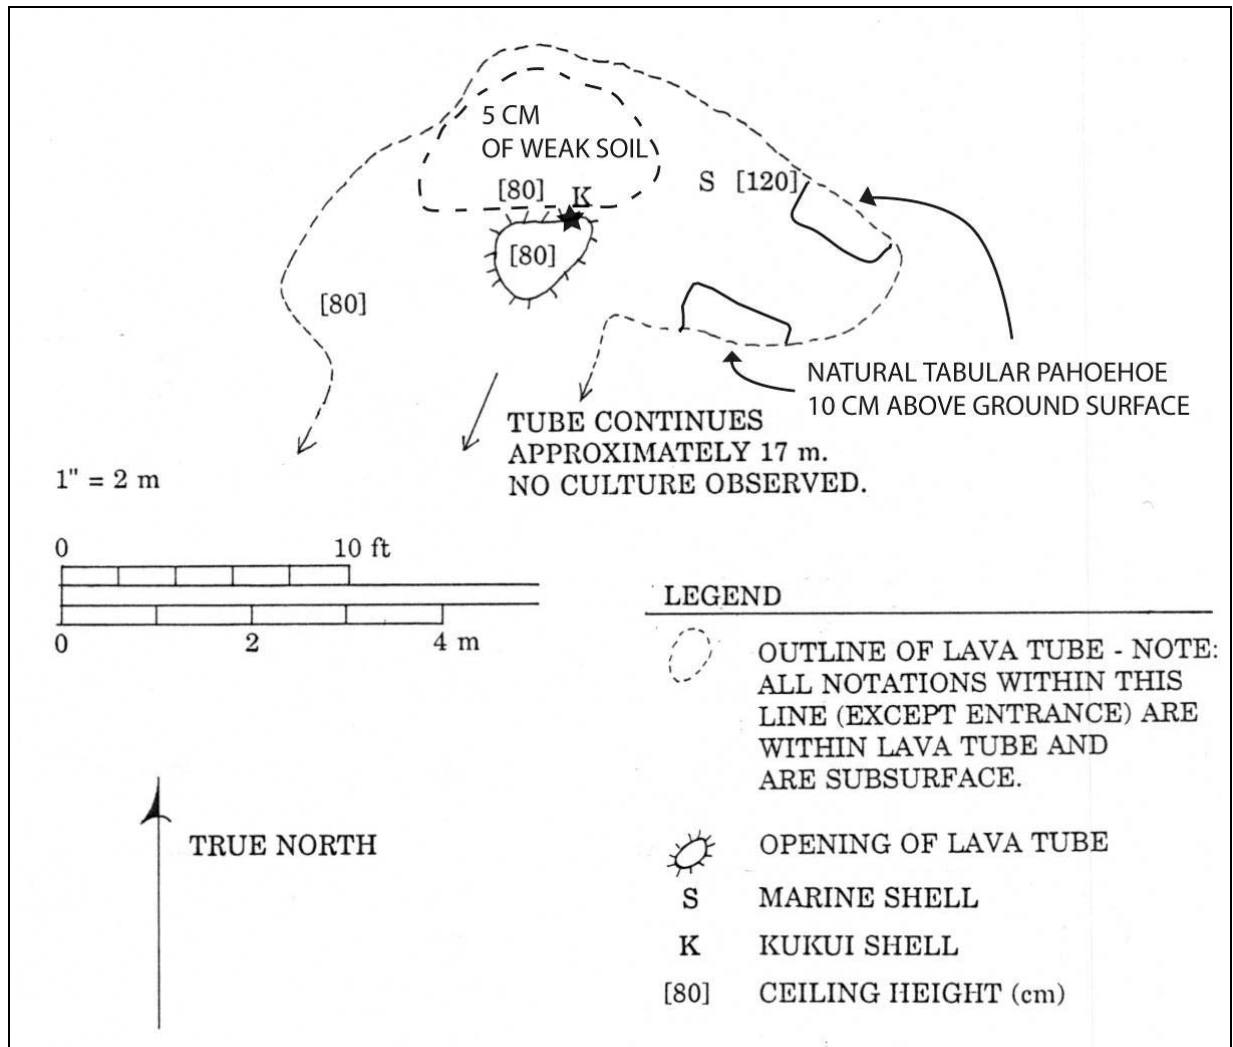 5 CM
OF WEAK SOIL
[80] K
S [120]
[80]
[80]
NATURAL TABULAR PAHOEHOE
10 CM ABOVE GROUND SURFACE
TUBE CONTINUES
APPROXIMATELY 17 m.
NO CULTURE OBSERVED.
1" = 2 m
0 10 ft
0 2 4 m
TRUE NORTH
LEGEND
OUTLINE OF LAVA TUBE - NOTE:
ALL NOTATIONS WITHIN THIS
LINE (EXCEPT ENTRANCE) ARE
WITHIN LAVA TUBE AND
ARE SUBSURFACE.
OPENING OF LAVA TUBE
S MARINE SHELL
K KUKUI SHELL
[80] CEILING HEIGHT (cm)